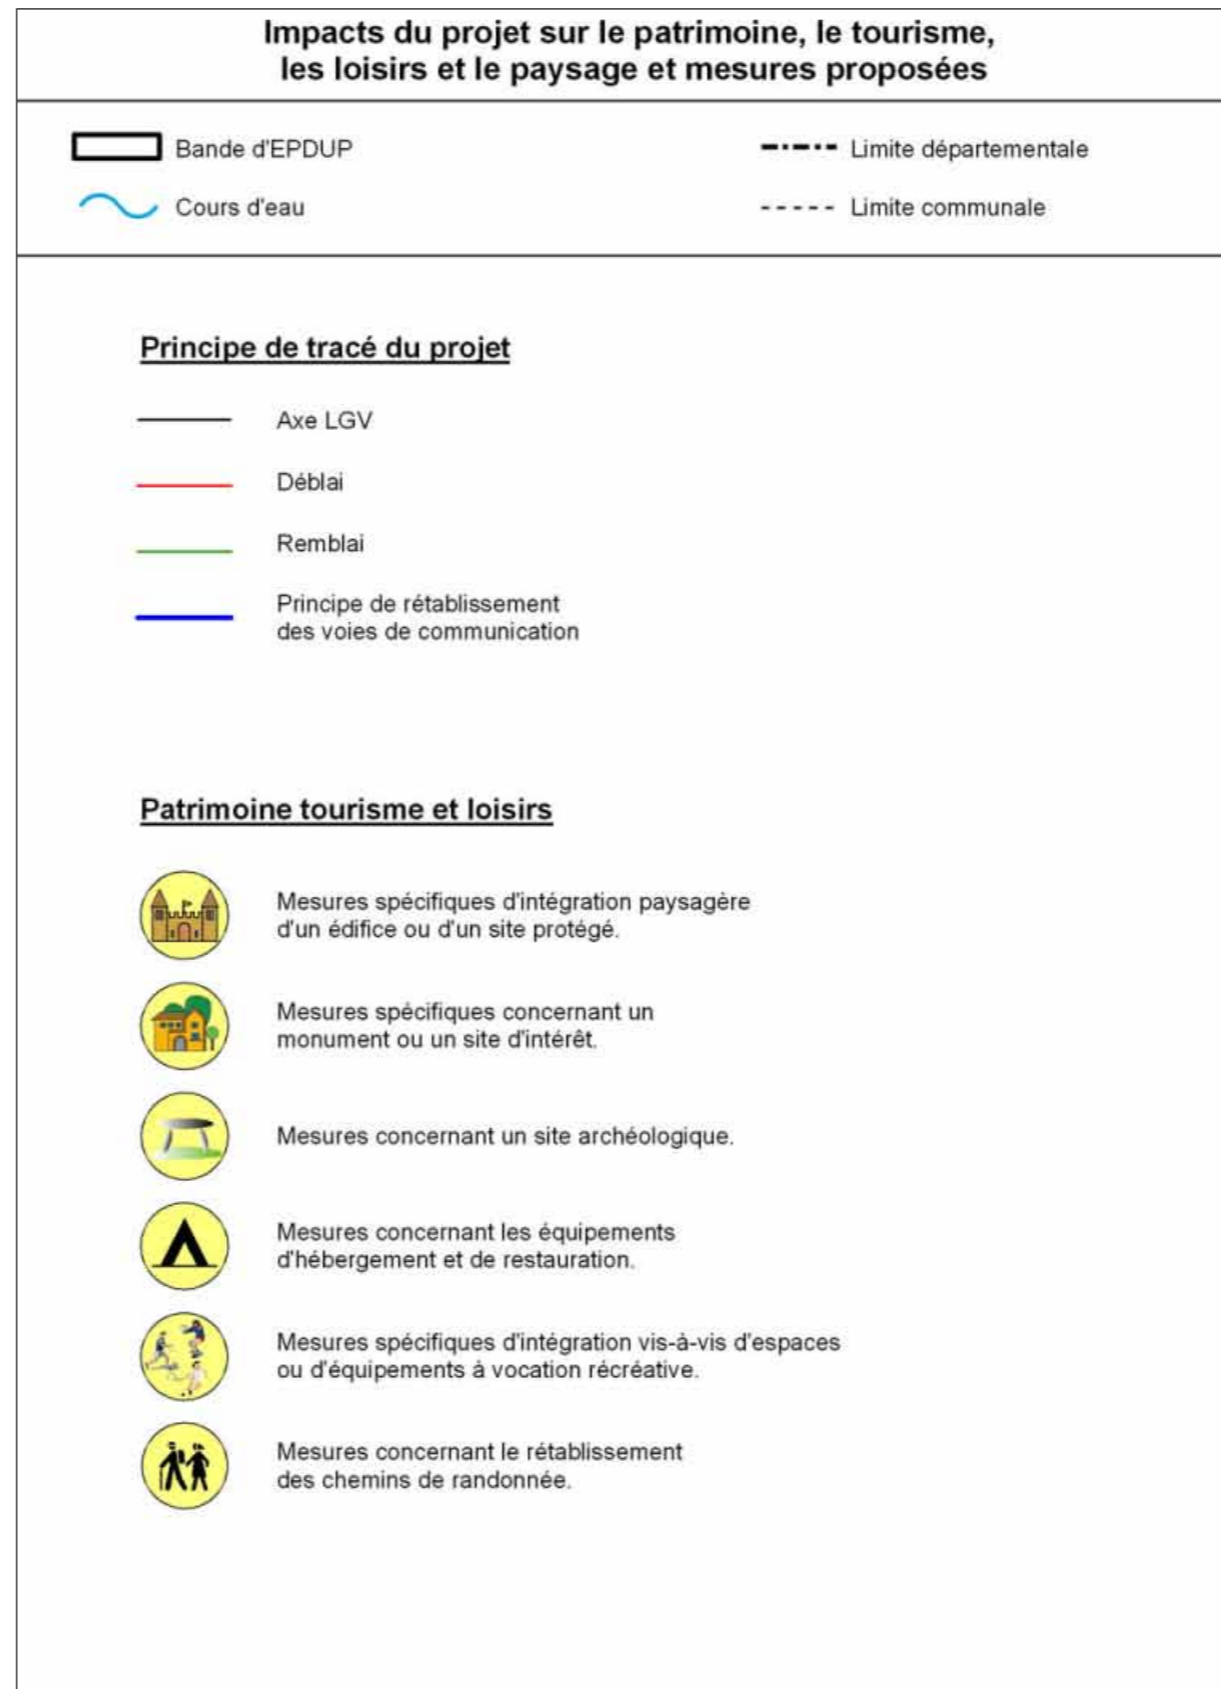 Impacts du projet sur le patrimoine, le tourisme,
les loisirs et le paysage et mesures proposées
Bande d'EPDUP
Limite départementale
Cours d'eau
Limite communale
Principe de tracé du projet
Axe LGV
Déblai
Remblai
Principe de rétablissement
des voies de communication
Patrimoine tourisme et loisirs
Mesures spécifiques d'intégration paysagère
d'un édifice ou d'un site protégé.
Mesures spécifiques concernant un
monument ou un site d'intérêt.
Mesures concernant un site archéologique.
Mesures concernant les équipements
d'hébergement et de restauration.
Mesures spécifiques d'intégration vis-à-vis d'espaces
ou d'équipements à vocation récréative.
Mesures concernant le rétablissement
des chemins de randonnée.